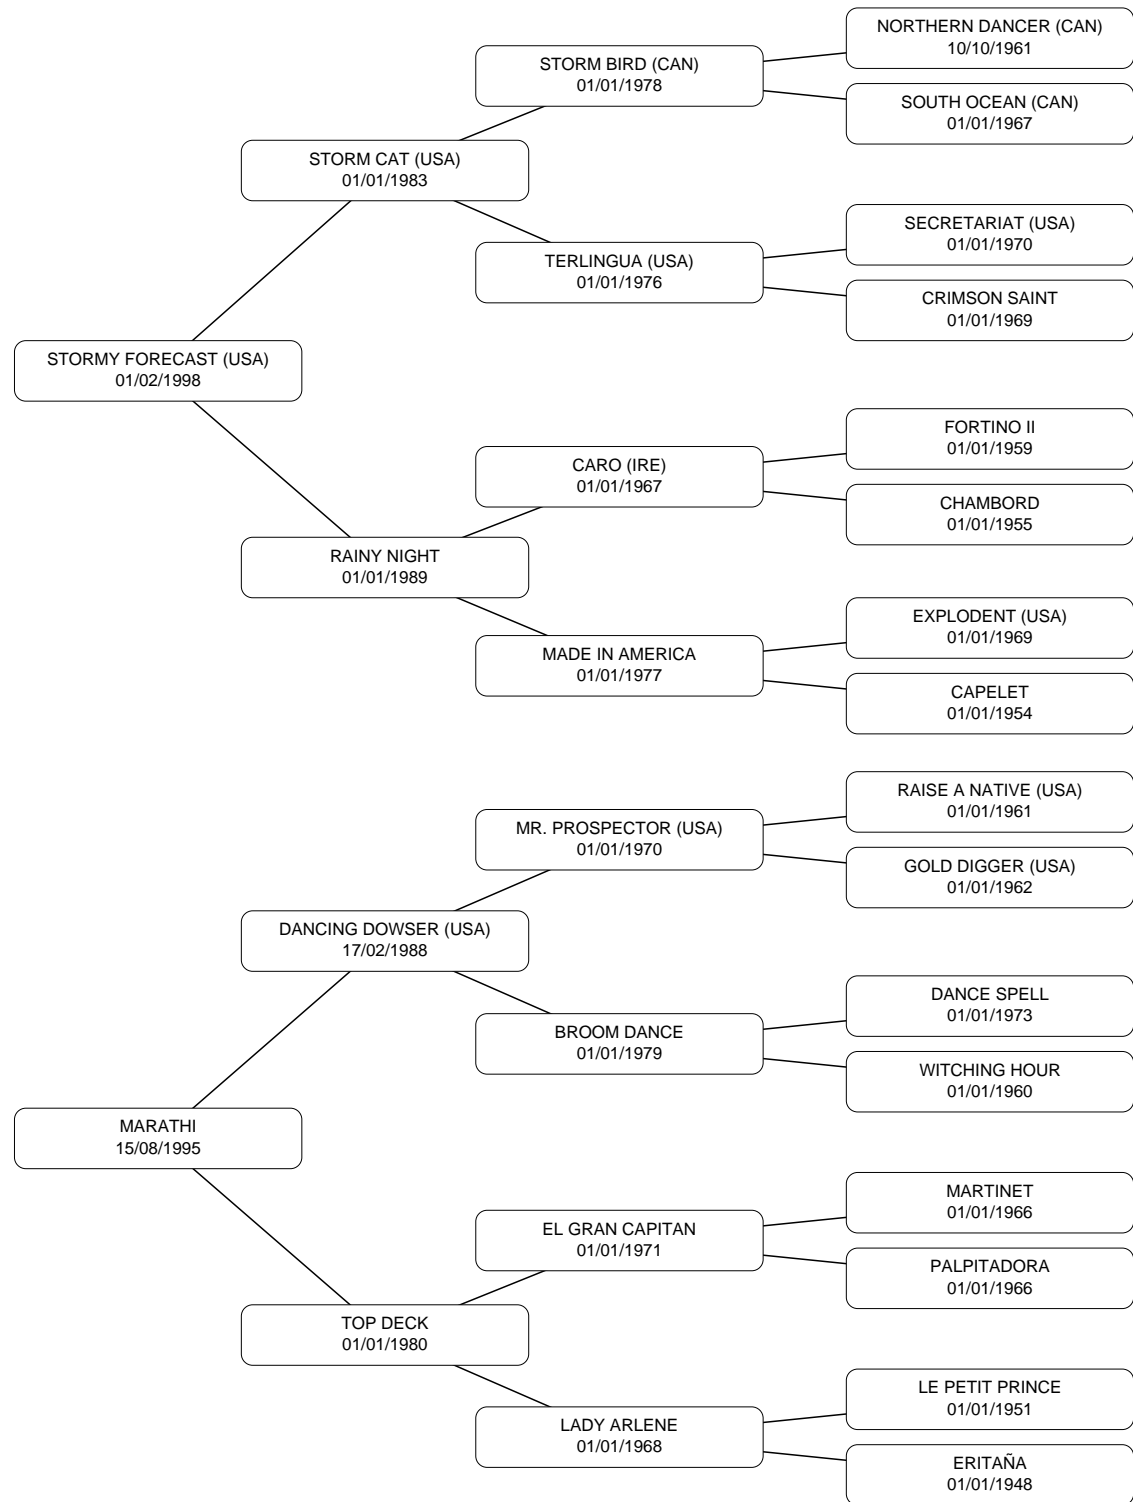 NORTHERN DANCER (CAN)
10/10/1961
STORM BIRD (CAN)
01/01/1978
SOUTH OCEAN (CAN)
01/01/1967
STORM CAT (USA)
01/01/1983
SECRETARIAT (USA)
01/01/1970
TERLINGUA (USA)
01/01/1976
CRIMSON SAINT
01/01/1969
STORMY FORECAST (USA)
01/02/1998
FORTINO II
01/01/1959
CARO (IRE)
01/01/1967
CHAMBORD
01/01/1955
RAINY NIGHT
01/01/1989
EXPLODENT (USA)
01/01/1969
MADE IN AMERICA
01/01/1977
CAPELET
01/01/1954
RAISE A NATIVE (USA)
01/01/1961
MR. PROSPECTOR (USA)
01/01/1970
GOLD DIGGER (USA)
01/01/1962
DANCING DOWSER (USA)
17/02/1988
DANCE SPELL
01/01/1973
BROOM DANCE
01/01/1979
WITCHING HOUR
01/01/1960
MARATHI
15/08/1995
MARTINET
01/01/1966
EL GRAN CAPITAN
01/01/1971
PALPITADORA
01/01/1966
TOP DECK
01/01/1980
LE PETIT PRINCE
01/01/1951
LADY ARLENE
01/01/1968
ERITAÑA
01/01/1948